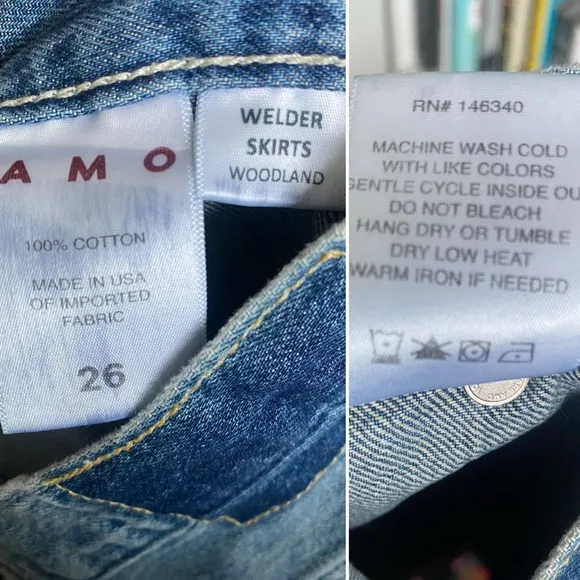 AMO
100% COTTON
MADE IN USA
OF IMPORTED
FABRIC
26
WELDER
SKIRTS
WOODLAND
RN# 146340
MACHINE WASH COLD
WITH LIKE COLORS
GENTLE CYCLE INSIDE OU
DO NOT BLEACH
HANG DRY OR TUMBLE
DRY LOW HEAT
WARM IRON IF NEEDED